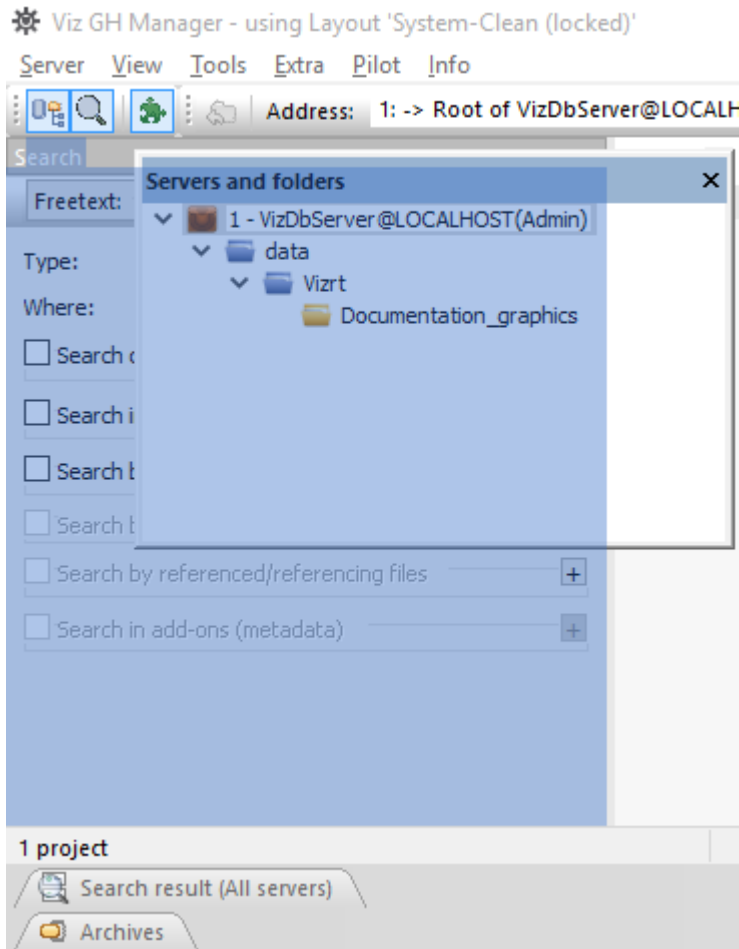 Viz GH Manager - using Layout 'System-Clean (locked)'
Server View Tools Extra Pilot Info
Address: 1: -> Root of VizDbServer@LOCALH
Search
Servers and folders
Freetext:
1 - VizDbServer@LOCALHOST(Admin)
data
Type:
Vizrt
Where:
Documentation_graphics
Search
Search
Search
Search
Search by referenced/referencing files
Search in add-ons (metadata)
1 project
Search result (All servers)
Archives